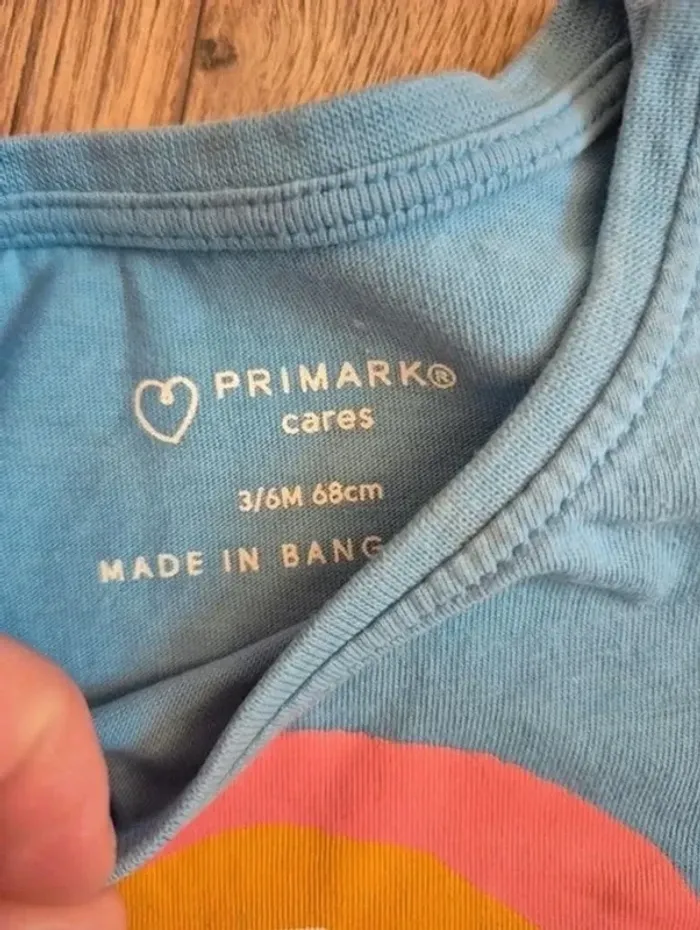 PRIMARK®
cares
3/6M 68cm
MADE IN BANG